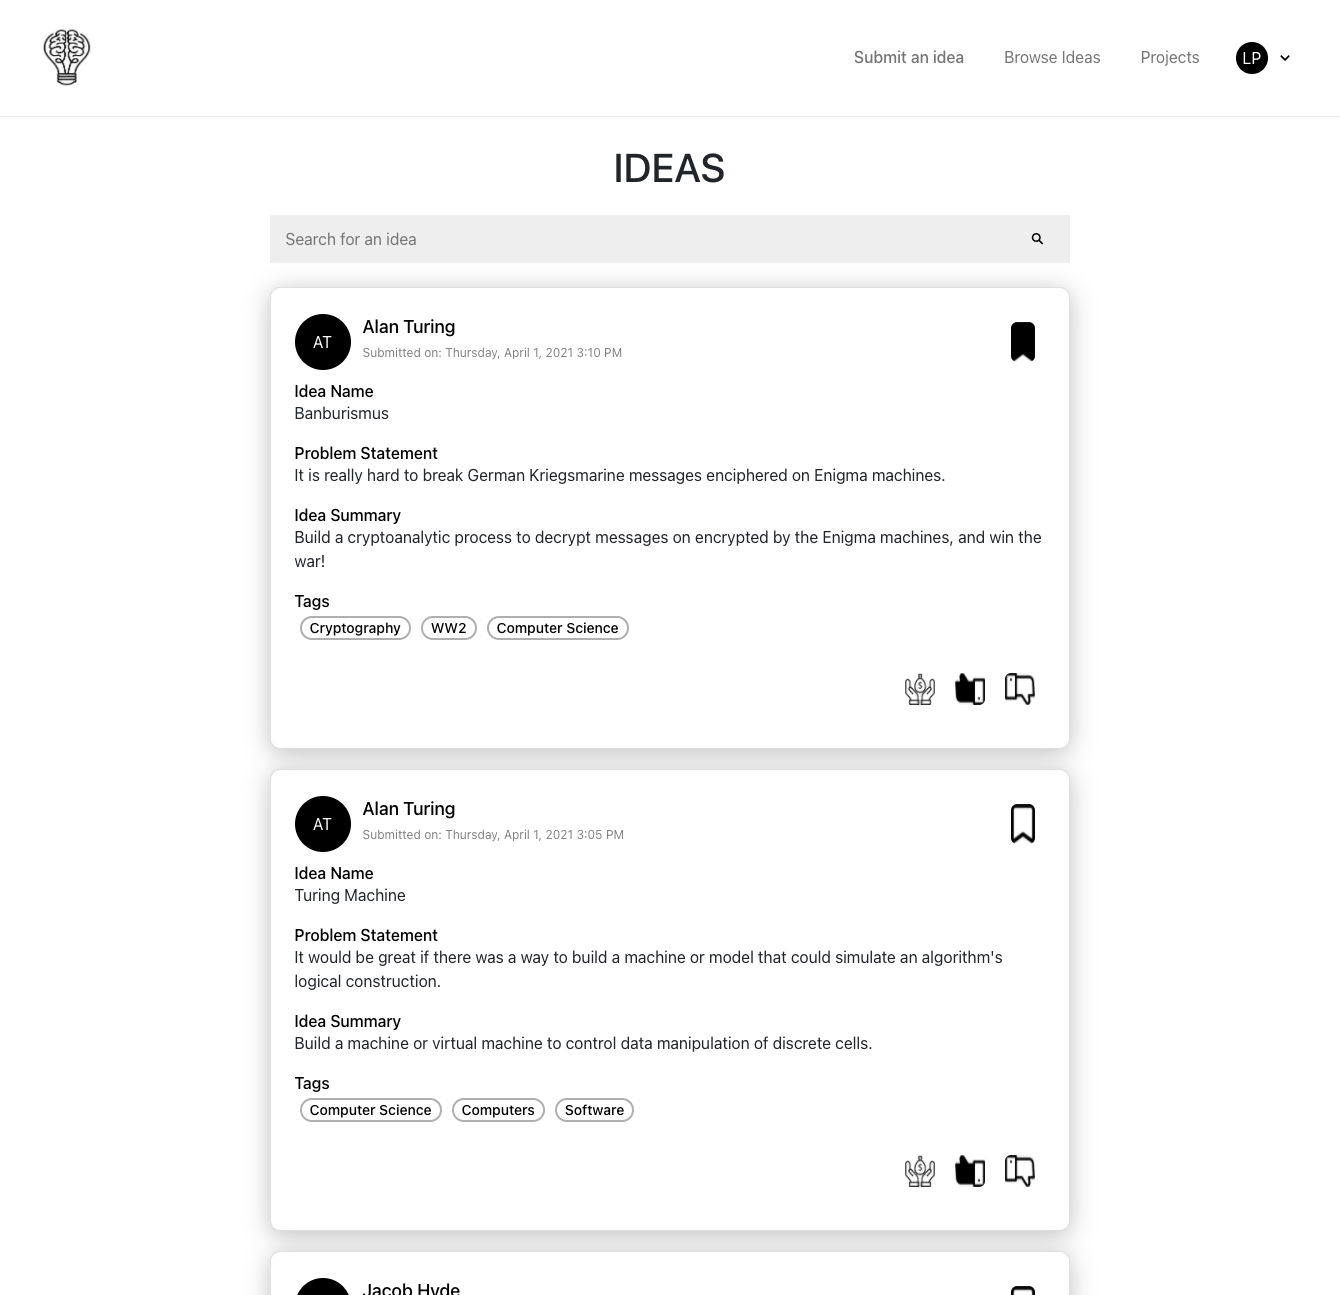 Submit an idea
Browse Ideas
Projects
LP
IDEAS
Search for an idea
AT
Alan Turing
Submitted on: Thursday, April 1, 2021 3:10 PM
Idea Name
Banburismus
Problem Statement
It is really hard to break German Kriegsmarine messages enciphered on Enigma machines.
Idea Summary
Build a cryptoanalytic process to decrypt messages on encrypted by the Enigma machines, and win the
war!
Tags
Cryptography WW2 Computer Science
$
AT
Alan Turing
Submitted on: Thursday, April 1, 2021 3:05 PM
Idea Name
Turing Machine
Problem Statement
It would be great if there was a way to build a machine or model that could simulate an algorithm's
logical construction.
Idea Summary
Build a machine or virtual machine to control data manipulation of discrete cells.
Tags
Computer Science Computers Software
$
Jacob Hyde